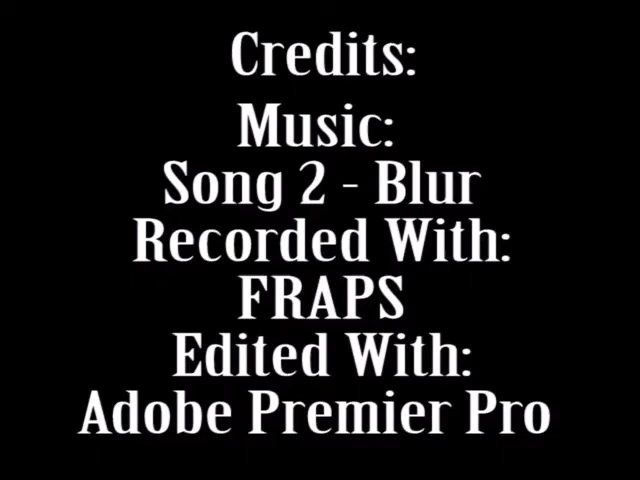 Credits:
Music:
Song 2 - Blur
Recorded With:
FRAPS
Edited With:
Adobe Premier Pro